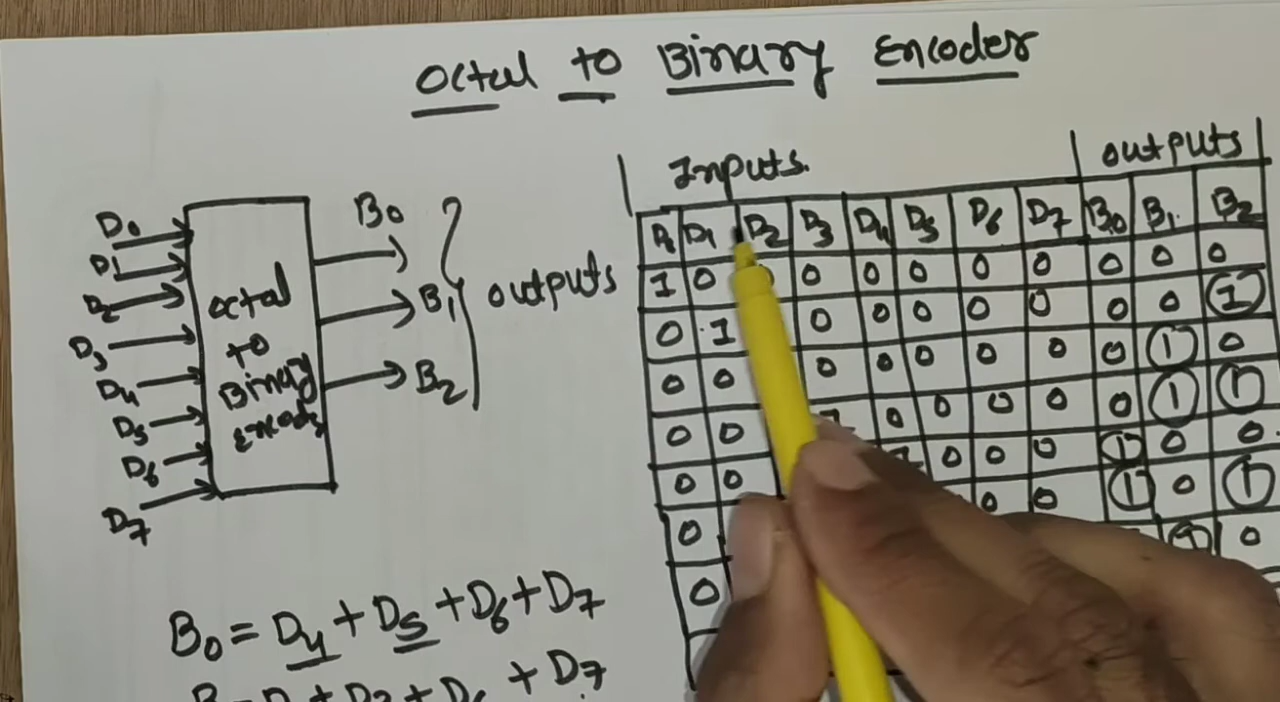 Octal to Binary Encoder
D0
D1
D2
D3
D4
D5
D6
D7
octal
to
Binary
B0
B1
B2
outputs
Inputs. outputs
D1 D2 D3 D4 D5 D6 D7 B0 B1. B2
1 0 0 0 0 0 0 0 0 0 0
0 1 0 0 0 0 0 0 0 1
0 0 0 0 0 0 0 0 1 0
0 0 0 0 0 0 0 1 1
0 0 0 0 0 1 0 0
0 0 0 1 0 1
0 1 0
B0 = D4 + D5 + D6 + D7
+ D7